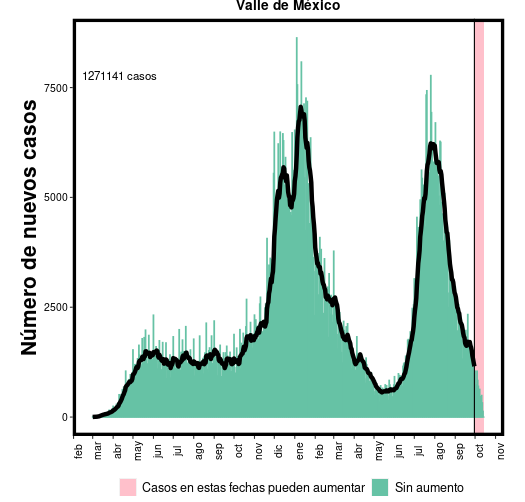 Valle de México
1271141 casos
Número de nuevos casos
7500
5000
2500
0
feb mar abr may jun jul ago sep oct nov dic ene feb mar abr may jun jul ago sep oct nov
Casos en estas fechas pueden aumentar Sin aumento